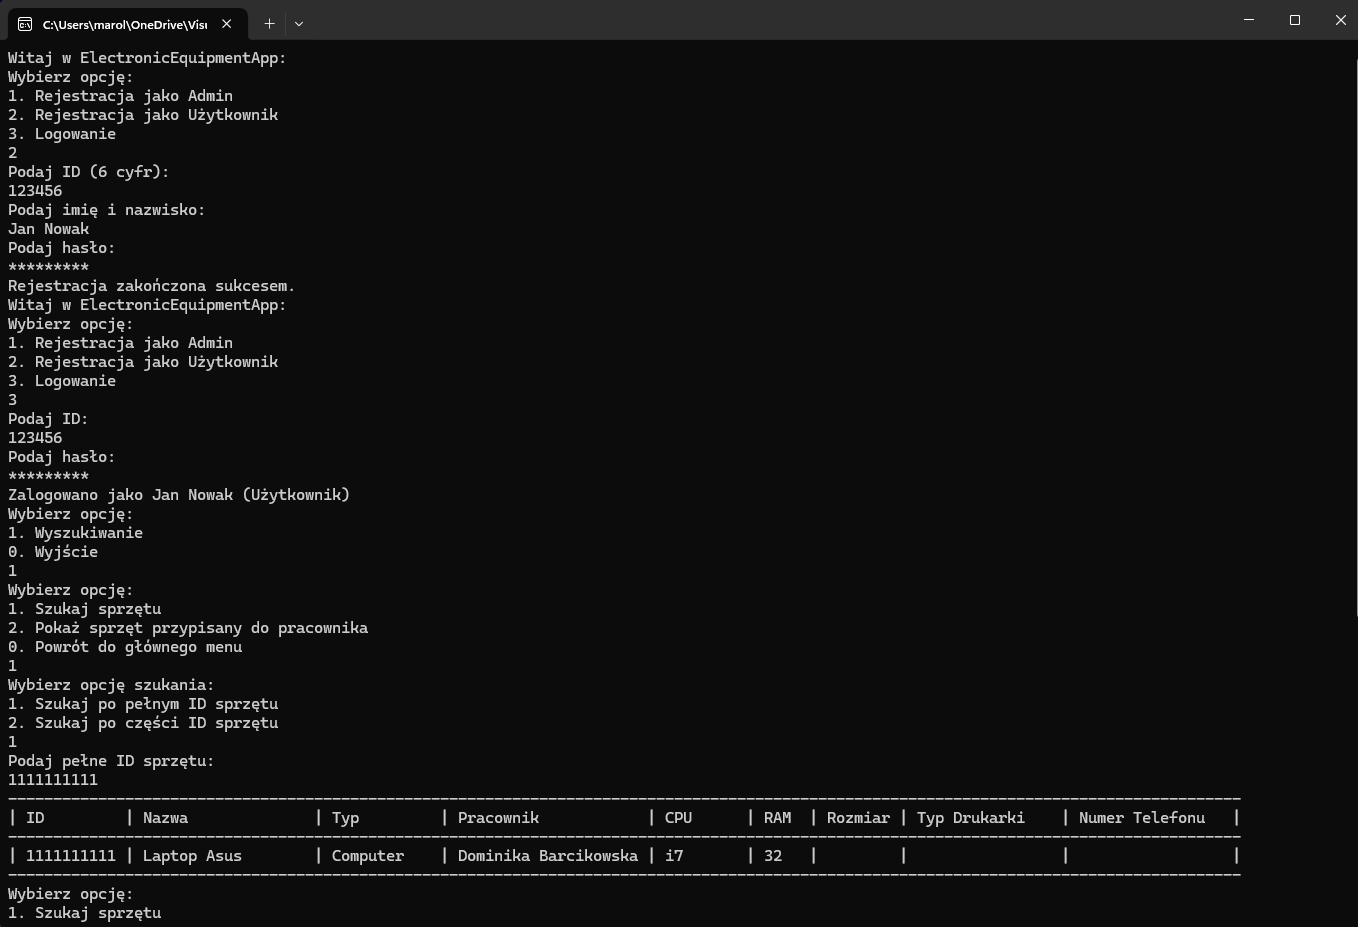 C:\Users\marol\OneDrive\Visu
Witaj w ElectronicEquipmentApp:
Wybierz opcję:
1. Rejestracja jako Admin
2. Rejestracja jako Użytkownik
3. Logowanie
2
Podaj ID (6 cyfr):
123456
Podaj imię i nazwisko:
Jan Nowak
Podaj hasło:
*********
Rejestracja zakończona sukcesem.
Witaj w ElectronicEquipmentApp:
Wybierz opcję:
1. Rejestracja jako Admin
2. Rejestracja jako Użytkownik
3. Logowanie
3
Podaj ID:
123456
Podaj hasło:
*********
Zalogowano jako Jan Nowak (Użytkownik)
Wybierz opcję:
1. Wyszukiwanie
0. Wyjście
1
Wybierz opcję:
1. Szukaj sprzętu
2. Pokaż sprzęt przypisany do pracownika
0. Powrót do głównego menu
1
Wybierz opcję szukania:
1. Szukaj po pełnym ID sprzętu
2. Szukaj po części ID sprzętu
1
Podaj pełne ID sprzętu:
1111111111
| ID | Nazwa | Typ | Pracownik | CPU | RAM | Rozmiar | Typ Drukarki | Numer Telefonu |
| 1111111111 | Laptop Asus | Computer | Dominika Barcikowska | i7 | 32 | | | |
Wybierz opcję:
1. Szukaj sprzętu